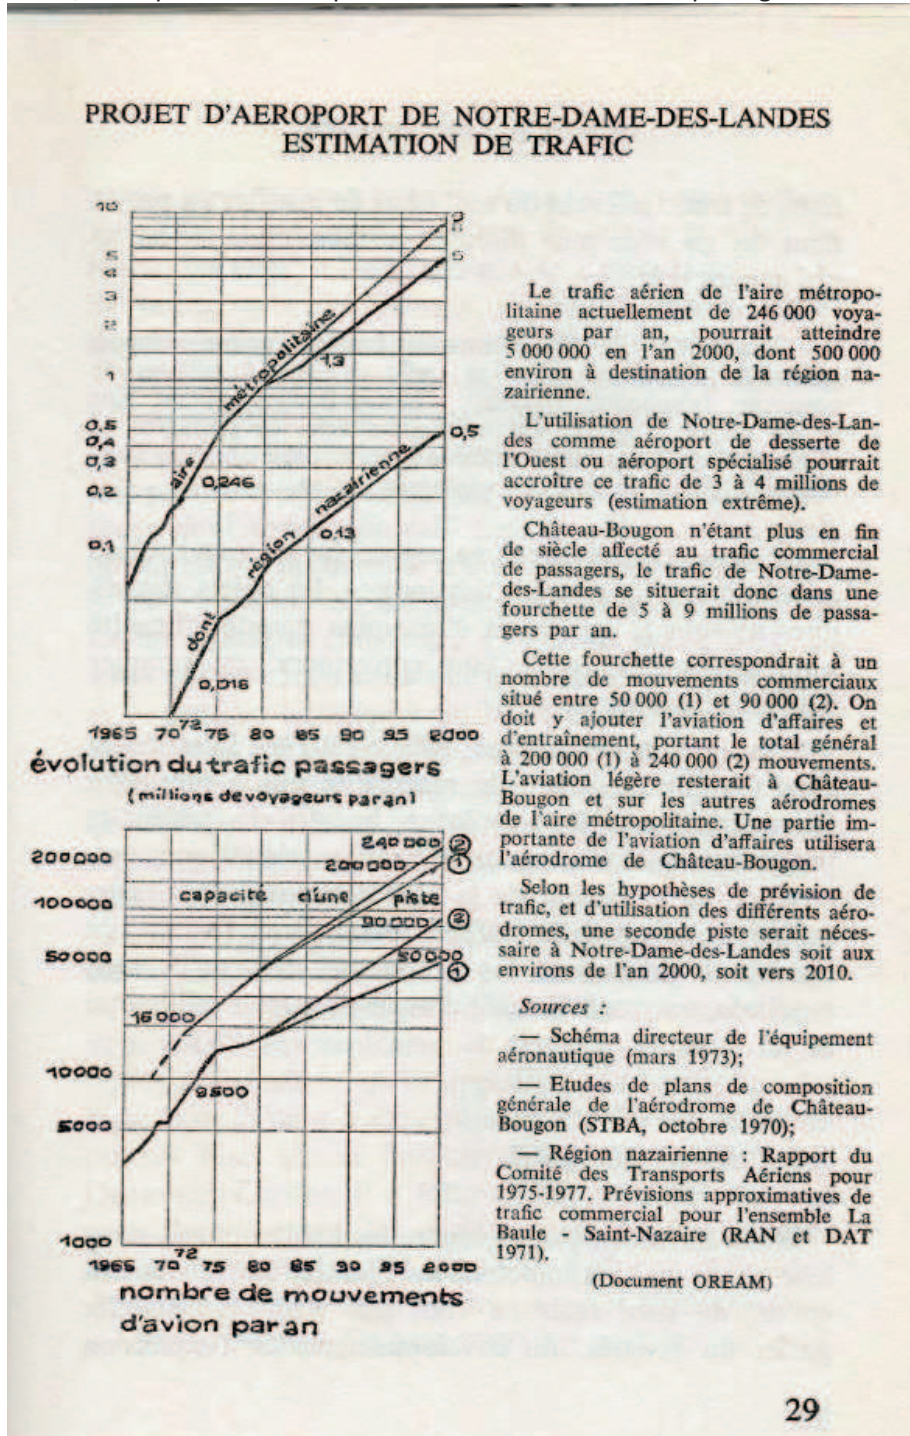 PROJET D'AEROPORT DE NOTRE-DAME-DES-LANDES
ESTIMATION DE TRAFIC
10
5
4
3
2
1
0,5
0,4
0,3
0,2
0,1
9
8
5
0,5
aire
métropolitaine
1,3
0,246
dont
région
nazairienne
0,13
0,016
1965 70 72 75 80 85 90 95 2000
évolution du trafic passagers
(millions de voyageurs par an)
240 000 2
200 000 1
capacité d'une piste
90 000 2
50 000 1
16 000
9500
200000
100000
50000
10000
5000
1000
1965 70 72 75 80 85 90 95 2000
nombre de mouvements
d'avion par an
Le trafic aérien de l'aire métropo-
litaine actuellement de 246 000 voya-
geurs par an, pourrait atteindre
5 000 000 en l'an 2000, dont 500 000
environ à destination de la région na-
zairienne.
L'utilisation de Notre-Dame-des-Lan-
des comme aéroport de desserte de
l'Ouest ou aéroport spécialisé pourrait
accroître ce trafic de 3 à 4 millions de
voyageurs (estimation extrême).
Château-Bougon n'étant plus en fin
de siècle affecté au trafic commercial
de passagers, le trafic de Notre-Dame-
des-Landes se situerait donc dans une
fourchette de 5 à 9 millions de passa-
gers par an.
Cette fourchette correspondrait à un
nombre de mouvements commerciaux
situé entre 50 000 (1) et 90 000 (2). On
doit y ajouter l'aviation d'affaires et
d'entraînement, portant le total général
à 200 000 (1) à 240 000 (2) mouvements.
L'aviation légère resterait à Château-
Bougon et sur les autres aérodromes
de l'aire métropolitaine. Une partie im-
portante de l'aviation d'affaires utilisera
l'aérodrome de Château-Bougon.
Selon les hypothèses de prévision de
trafic, et d'utilisation des différents aéro-
dromes, une seconde piste serait néces-
saire à Notre-Dame-des-Landes soit aux
environs de l'an 2000, soit vers 2010.
Sources :
— Schéma directeur de l'équipement
aéronautique (mars 1973);
— Etudes de plans de composition
générale de l'aérodrome de Château-
Bougon (STBA, octobre 1970);
— Région nazairienne : Rapport du
Comité des Transports Aériens pour
1975-1977. Prévisions approximatives de
trafic commercial pour l'ensemble La
Baule - Saint-Nazaire (RAN et DAT
1971).
(Document OREAM)
29